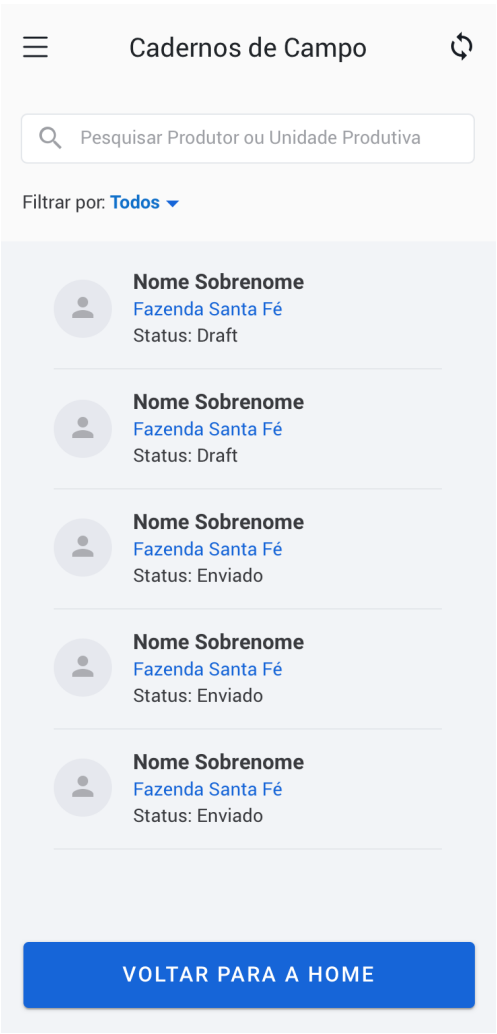 Cadernos de Campo
Pesquisar Produtor ou Unidade Produtiva
Filtrar por: Todos
Nome Sobrenome
Fazenda Santa Fé
Status: Draft
Nome Sobrenome
Fazenda Santa Fé
Status: Draft
Nome Sobrenome
Fazenda Santa Fé
Status: Enviado
Nome Sobrenome
Fazenda Santa Fé
Status: Enviado
Nome Sobrenome
Fazenda Santa Fé
Status: Enviado
VOLTAR PARA A HOME